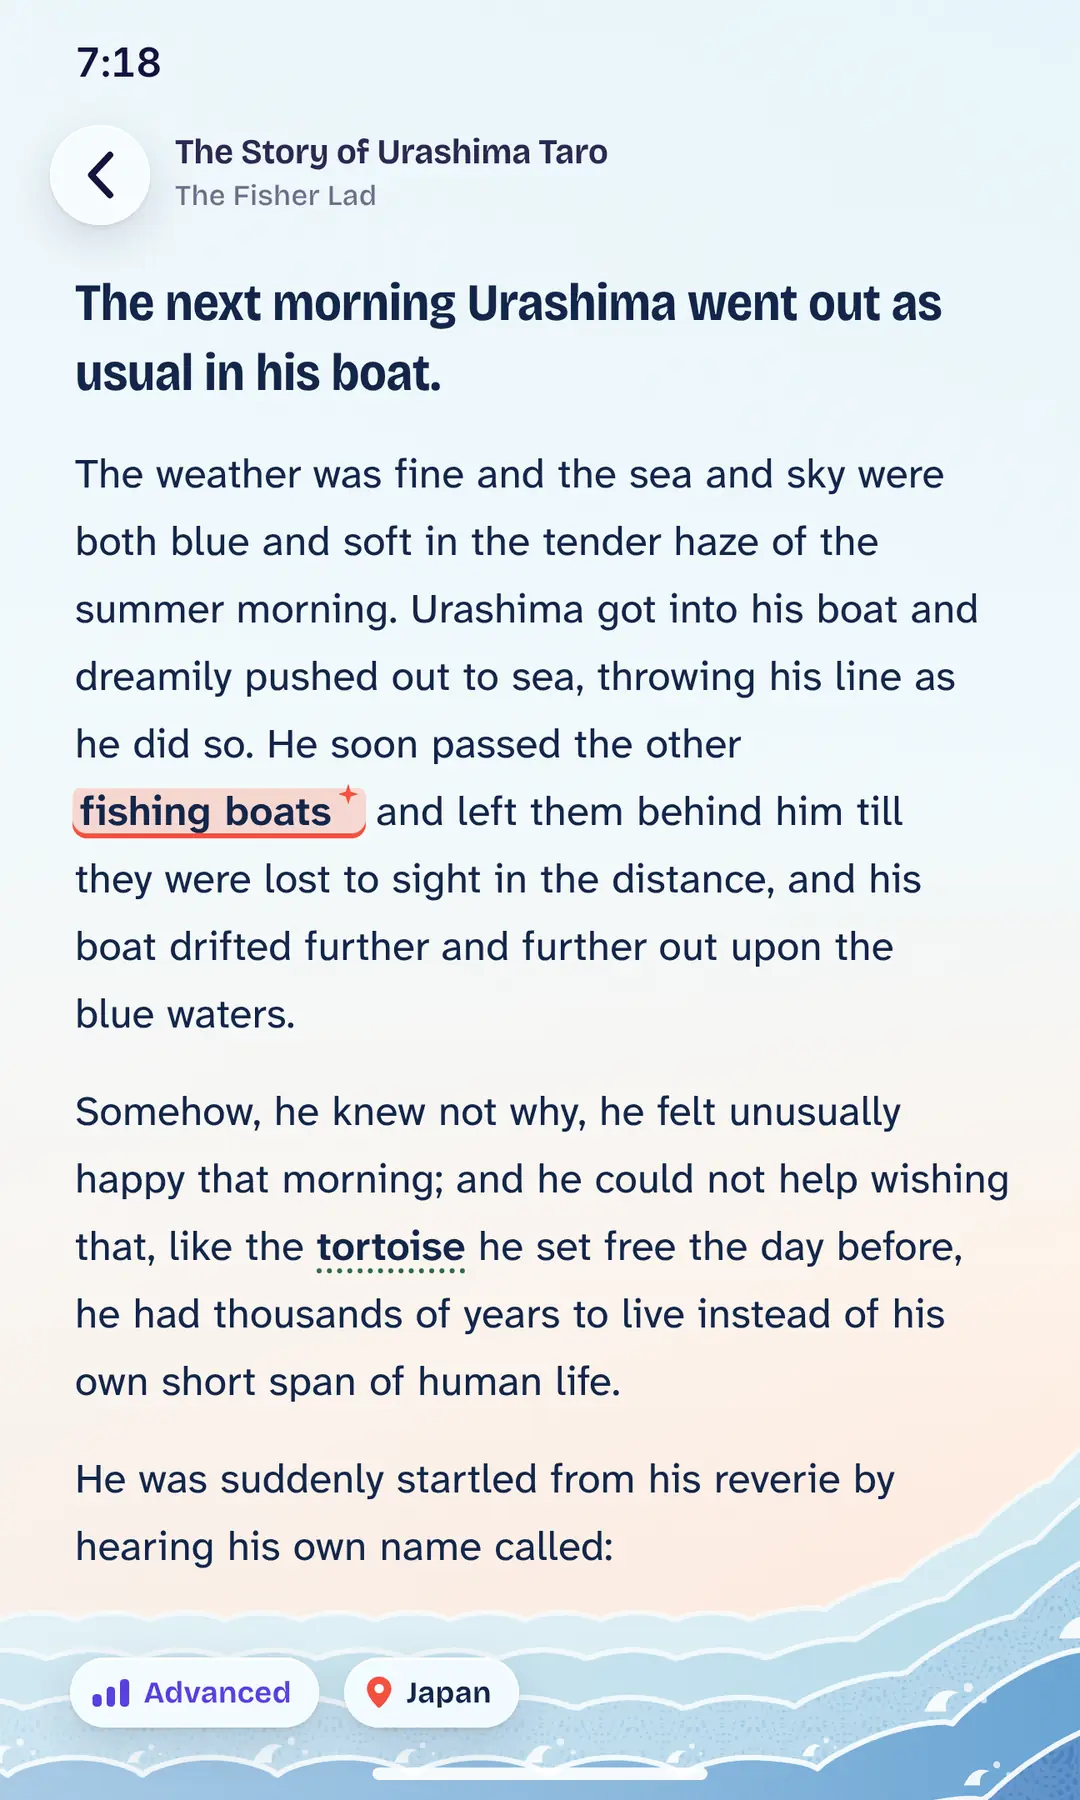 7:18
The Story of Urashima Taro
The Fisher Lad
The next morning Urashima went out as
usual in his boat.
The weather was fine and the sea and sky were
both blue and soft in the tender haze of the
summer morning. Urashima got into his boat and
dreamily pushed out to sea, throwing his line as
he did so. He soon passed the other
fishing boats and left them behind him till
they were lost to sight in the distance, and his
boat drifted further and further out upon the
blue waters.
Somehow, he knew not why, he felt unusually
happy that morning; and he could not help wishing
that, like the tortoise he set free the day before,
he had thousands of years to live instead of his
own short span of human life.
He was suddenly startled from his reverie by
hearing his own name called:
Advanced
Japan